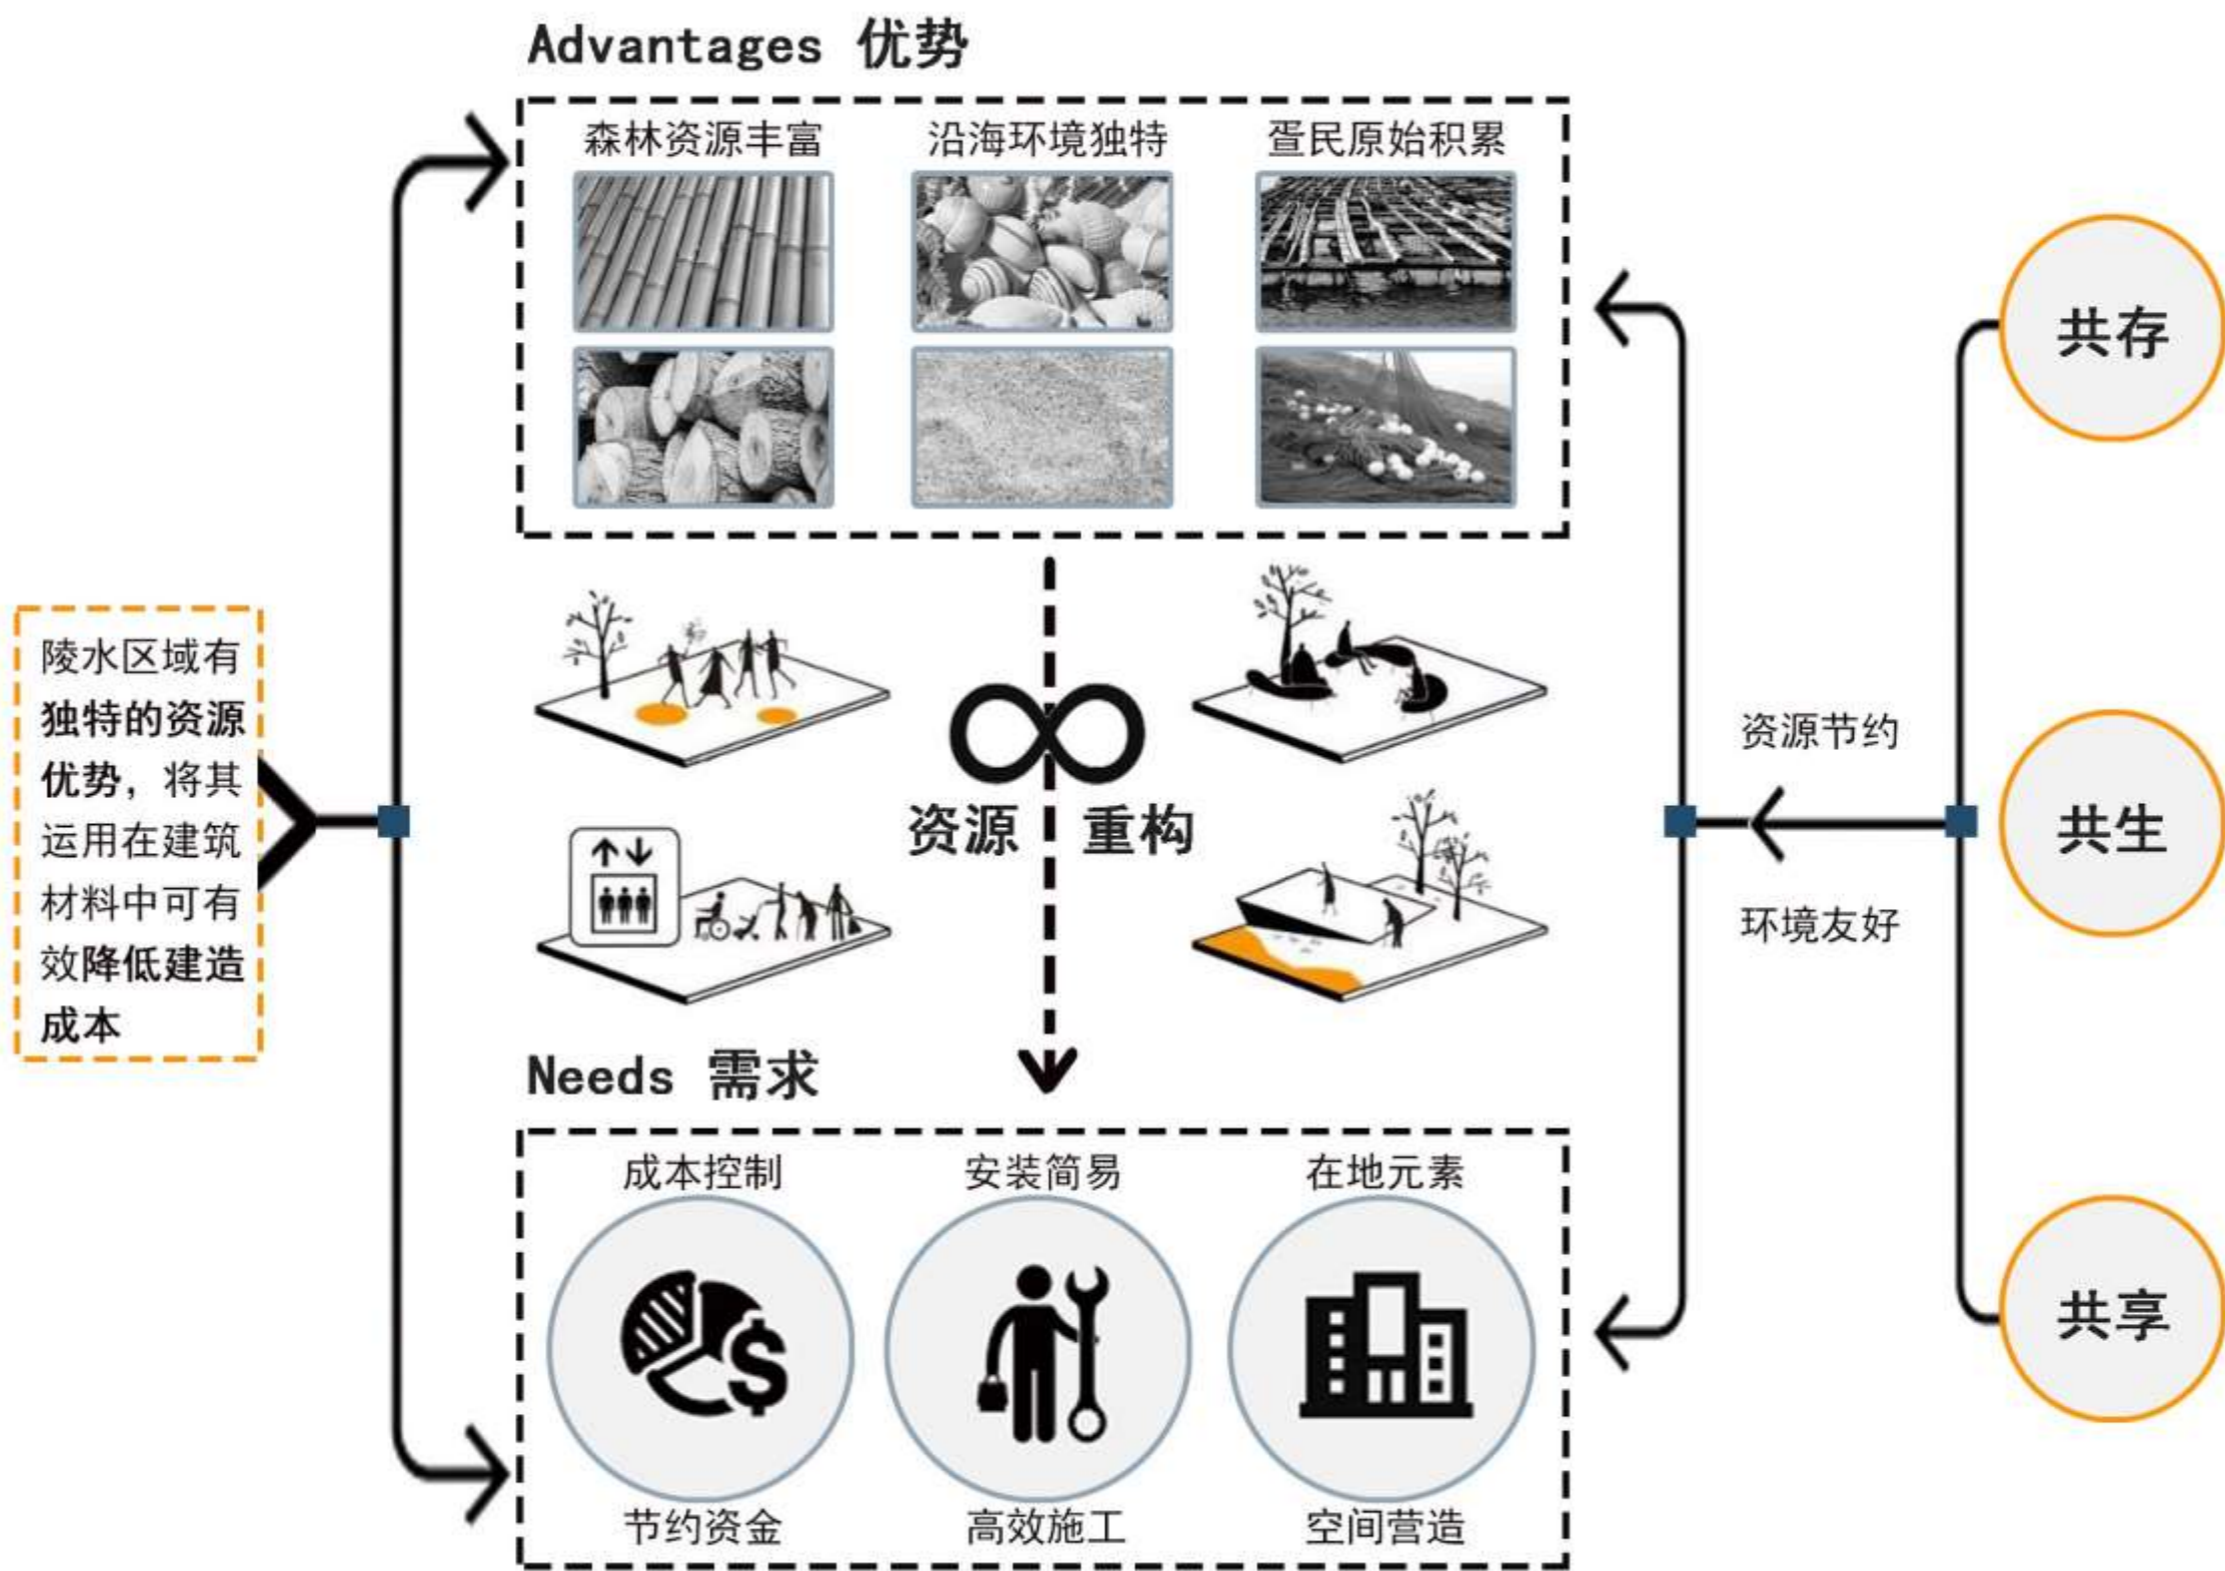 Advantages 优势
森林资源丰富
沿海环境独特
疍民原始积累
陵水区域有
独特的资源
优势，将其
运用在建筑
材料中可有
效降低建造
成本
资源 重构
资源节约
环境友好
共存
共生
共享
Needs 需求
成本控制
安装简易
在地元素
节约资金
高效施工
空间营造